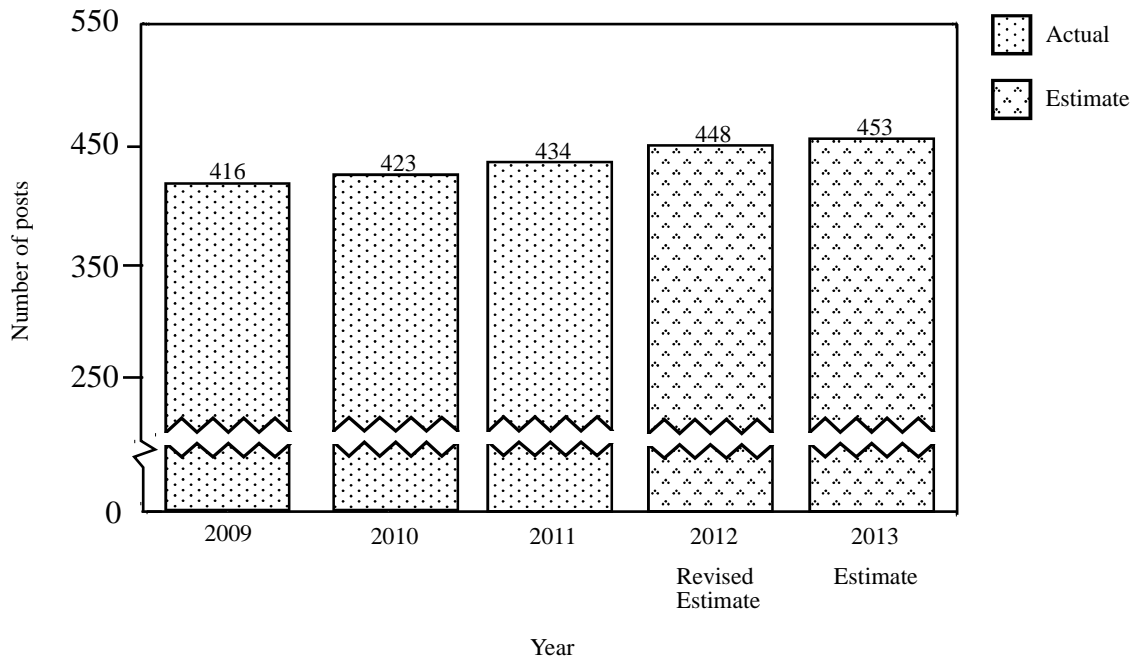 550
450
350
250
0
Number of posts
416
423
434
448
453
2009
2010
2011
2012
2013
Revised
Estimate
Estimate
Year
Actual
Estimate